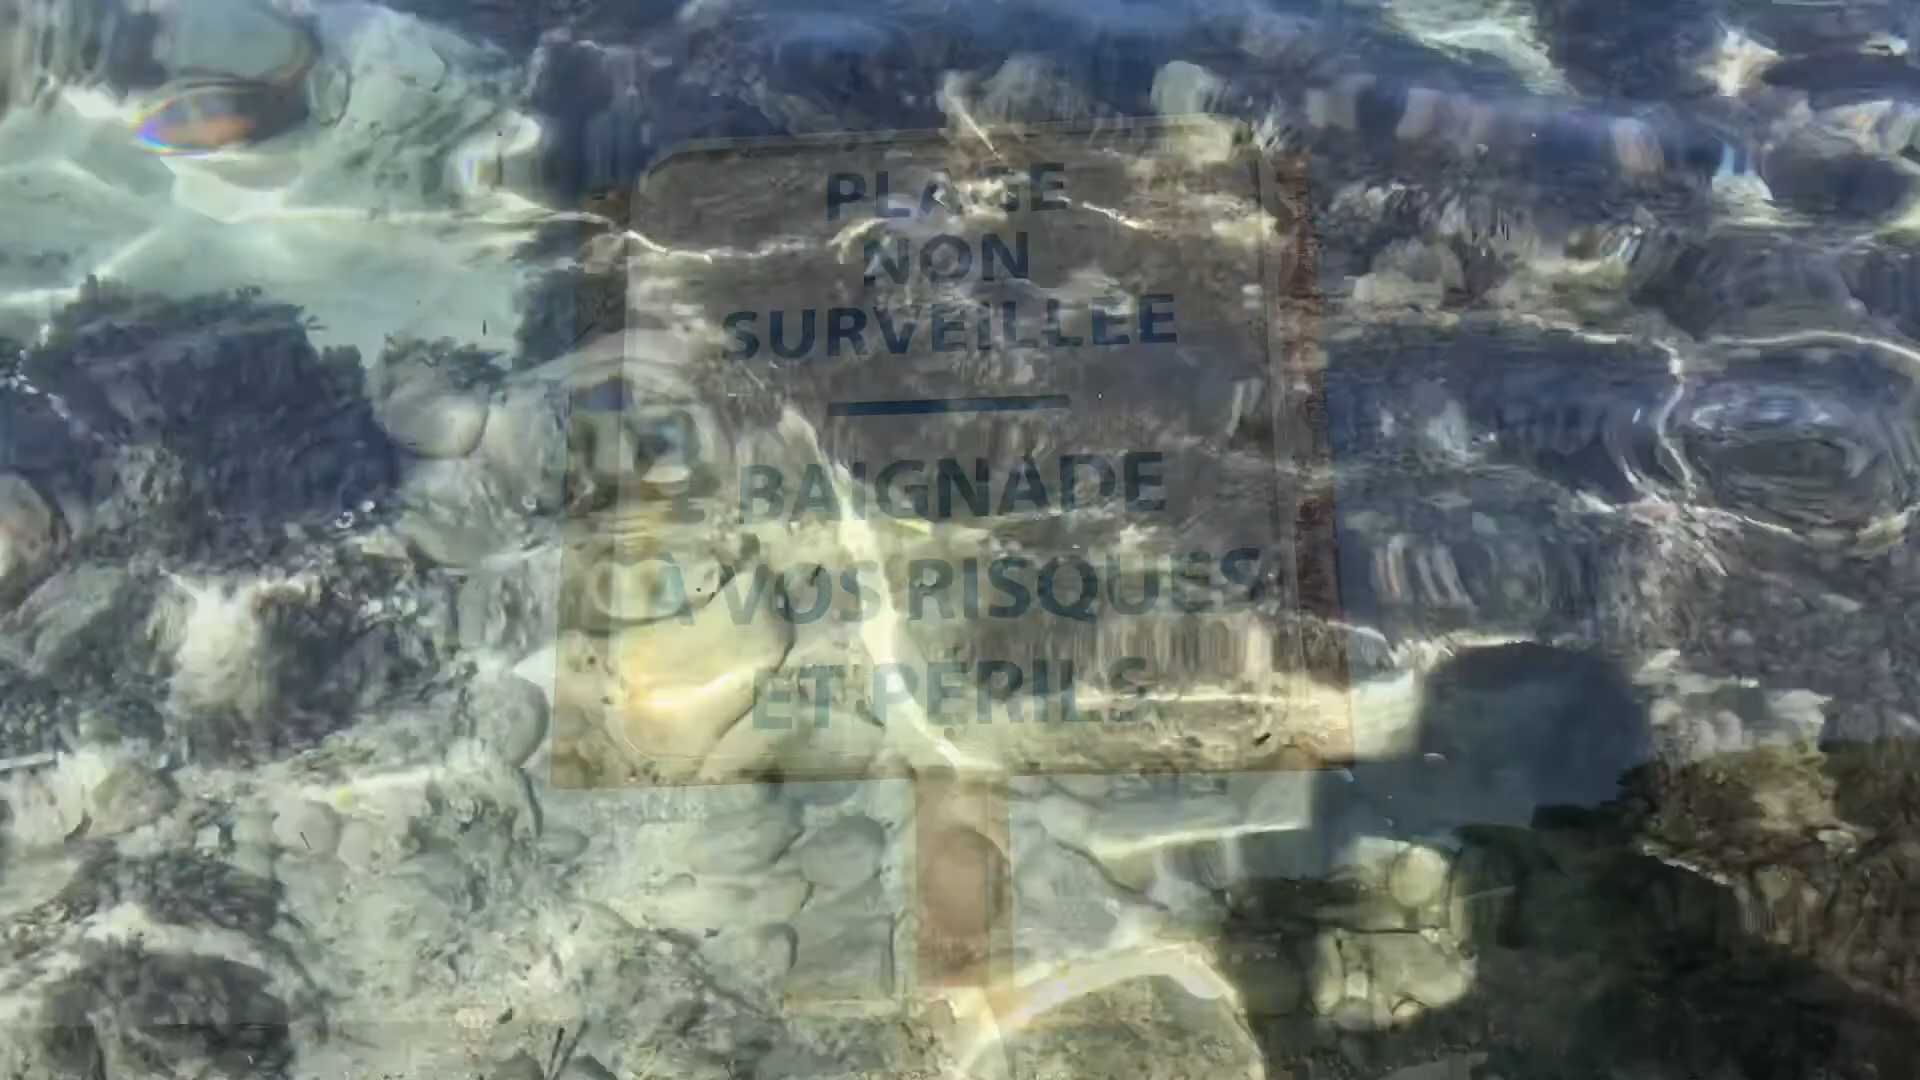 PLAGE
NON
SURVEILLÉE
BAIGNADE
À VOS RISQUES
ET PÉRILS